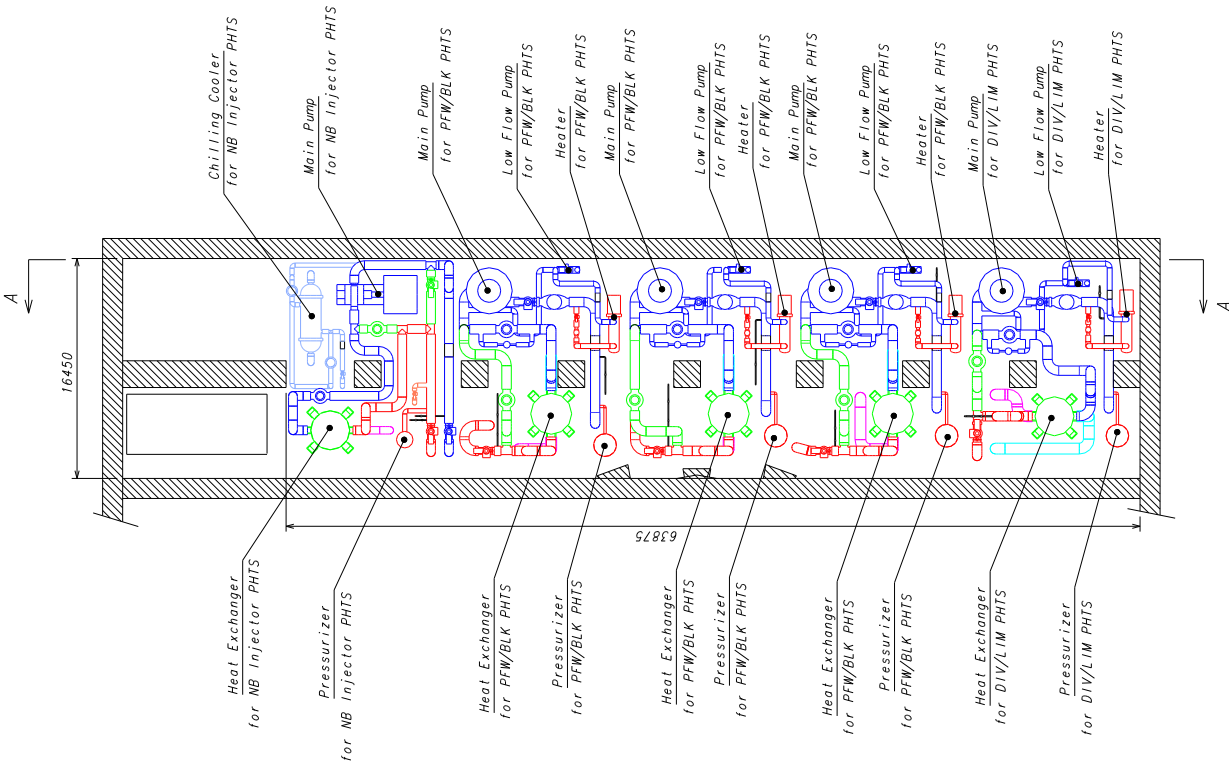 Chilling Cooler
for NB Injector PHTS
Main Pump
for NB Injector PHTS
Main Pump
for PFW/BLK PHTS
Low Flow Pump
for PFW/BLK PHTS
Heater
for PFW/BLK PHTS
Main Pump
for PFW/BLK PHTS
Low Flow Pump
for PFW/BLK PHTS
Heater
for PFW/BLK PHTS
Main Pump
for PFW/BLK PHTS
Low Flow Pump
for PFW/BLK PHTS
Heater
for PFW/BLK PHTS
Main Pump
for DIV/LIM PHTS
Low Flow Pump
for DIV/LIM PHTS
Heater
for DIV/LIM PHTS
A
A
16450
63875
Heat Exchanger
for NB Injector PHTS
Pressurizer
for NB Injector PHTS
Heat Exchanger
for PFW/BLK PHTS
Pressurizer
for PFW/BLK PHTS
Heat Exchanger
for PFW/BLK PHTS
Pressurizer
for PFW/BLK PHTS
Heat Exchanger
for PFW/BLK PHTS
Pressurizer
for PFW/BLK PHTS
Heat Exchanger
for DIV/LIM PHTS
Pressurizer
for DIV/LIM PHTS